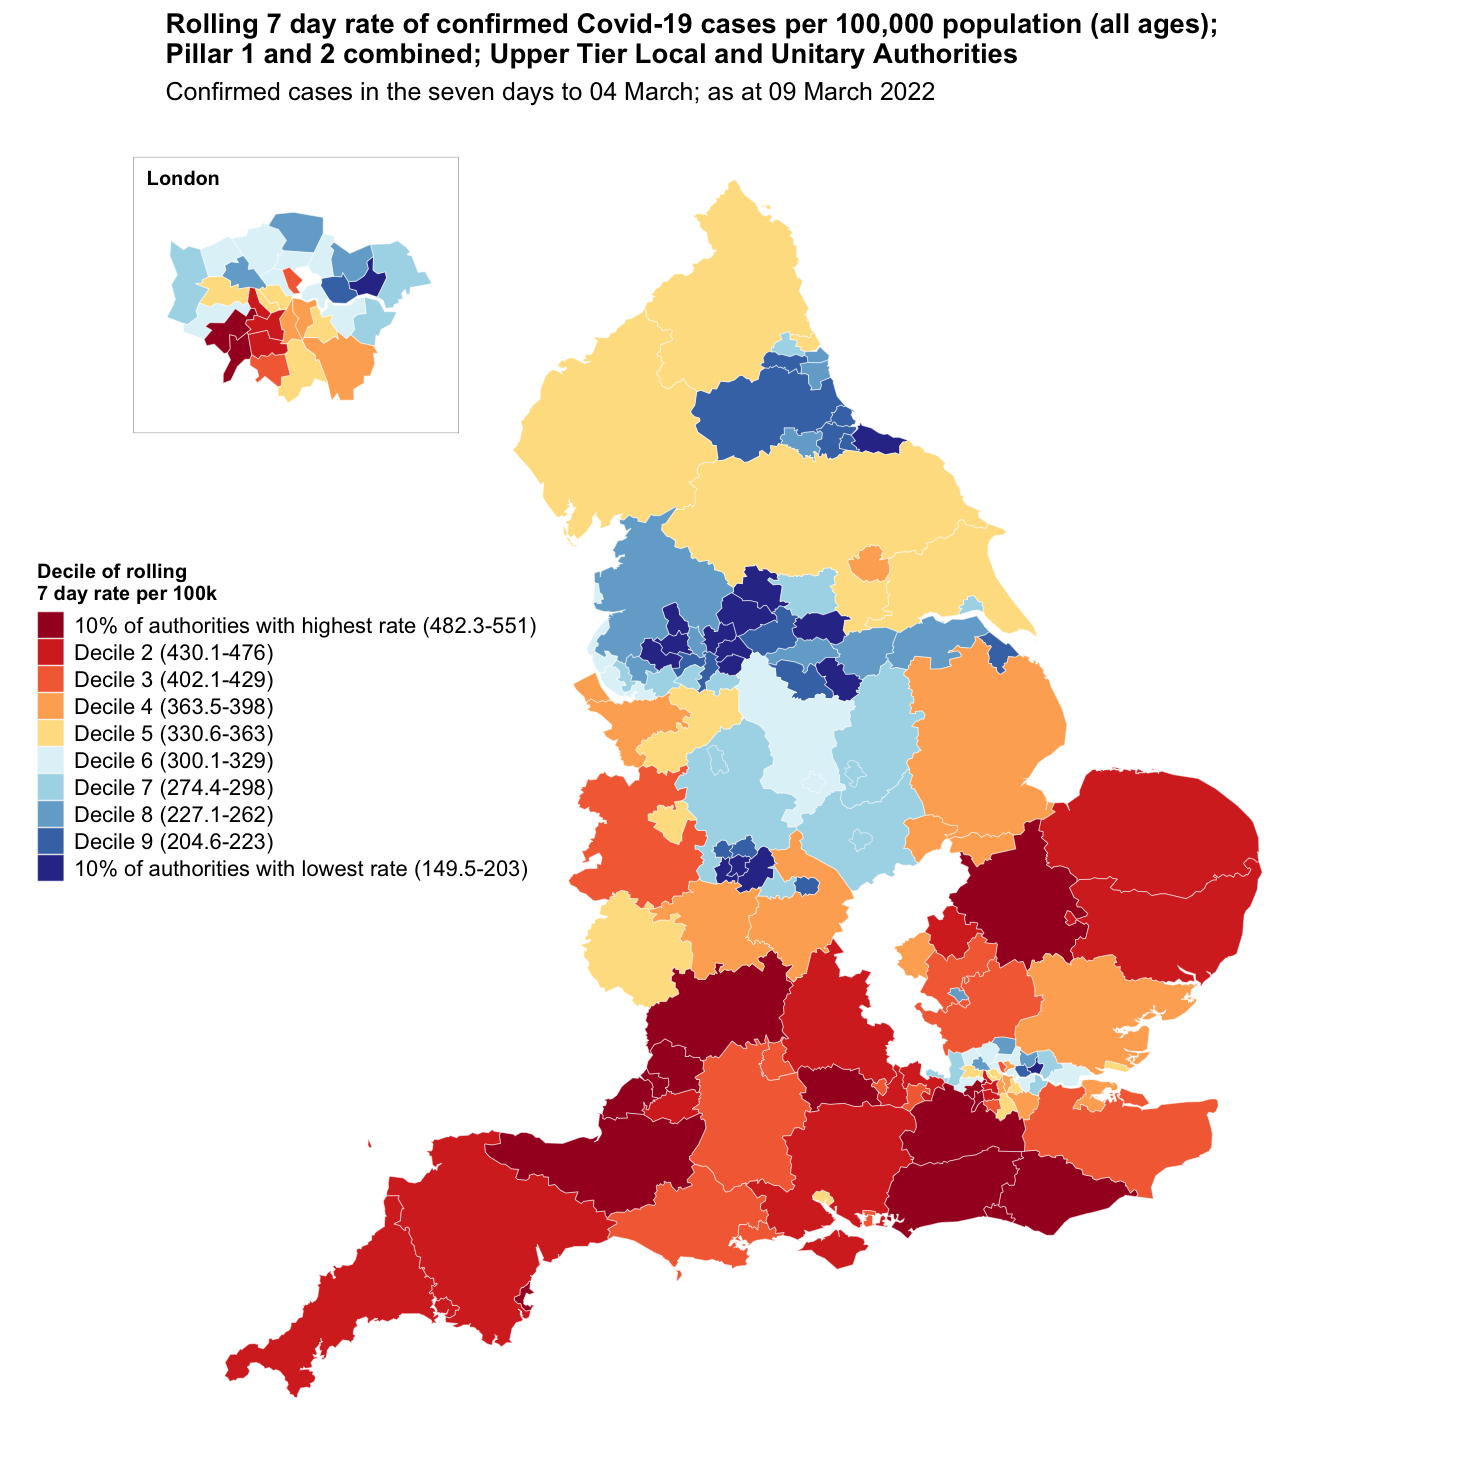 Rolling 7 day rate of confirmed Covid-19 cases per 100,000 population (all ages);
Pillar 1 and 2 combined; Upper Tier Local and Unitary Authorities
Confirmed cases in the seven days to 04 March; as at 09 March 2022
London
Decile of rolling
7 day rate per 100k
10% of authorities with highest rate (482.3-551)
Decile 2 (430.1-476)
Decile 3 (402.1-429)
Decile 4 (363.5-398)
Decile 5 (330.6-363)
Decile 6 (300.1-329)
Decile 7 (274.4-298)
Decile 8 (227.1-262)
Decile 9 (204.6-223)
10% of authorities with lowest rate (149.5-203)